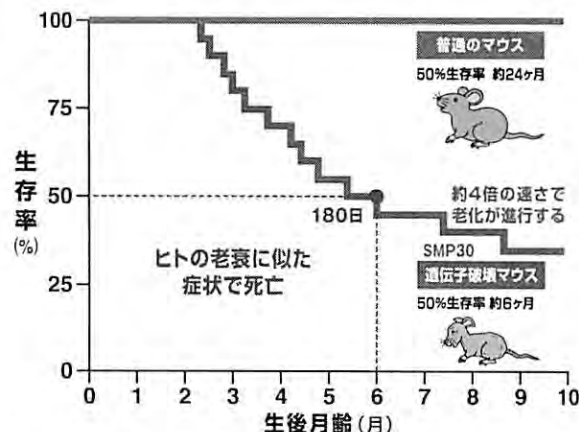 100
75
50
25
0
生存率
(%)
普通のマウス
50%生存率 約24ヶ月
約4倍の速さで
老化が進行する
180日
SMP30
遺伝子破壊マウス
50%生存率 約6ヶ月
ヒトの老衰に似た
症状で死亡
0 1 2 3 4 5 6 7 8 9 10
生後月齢(月)